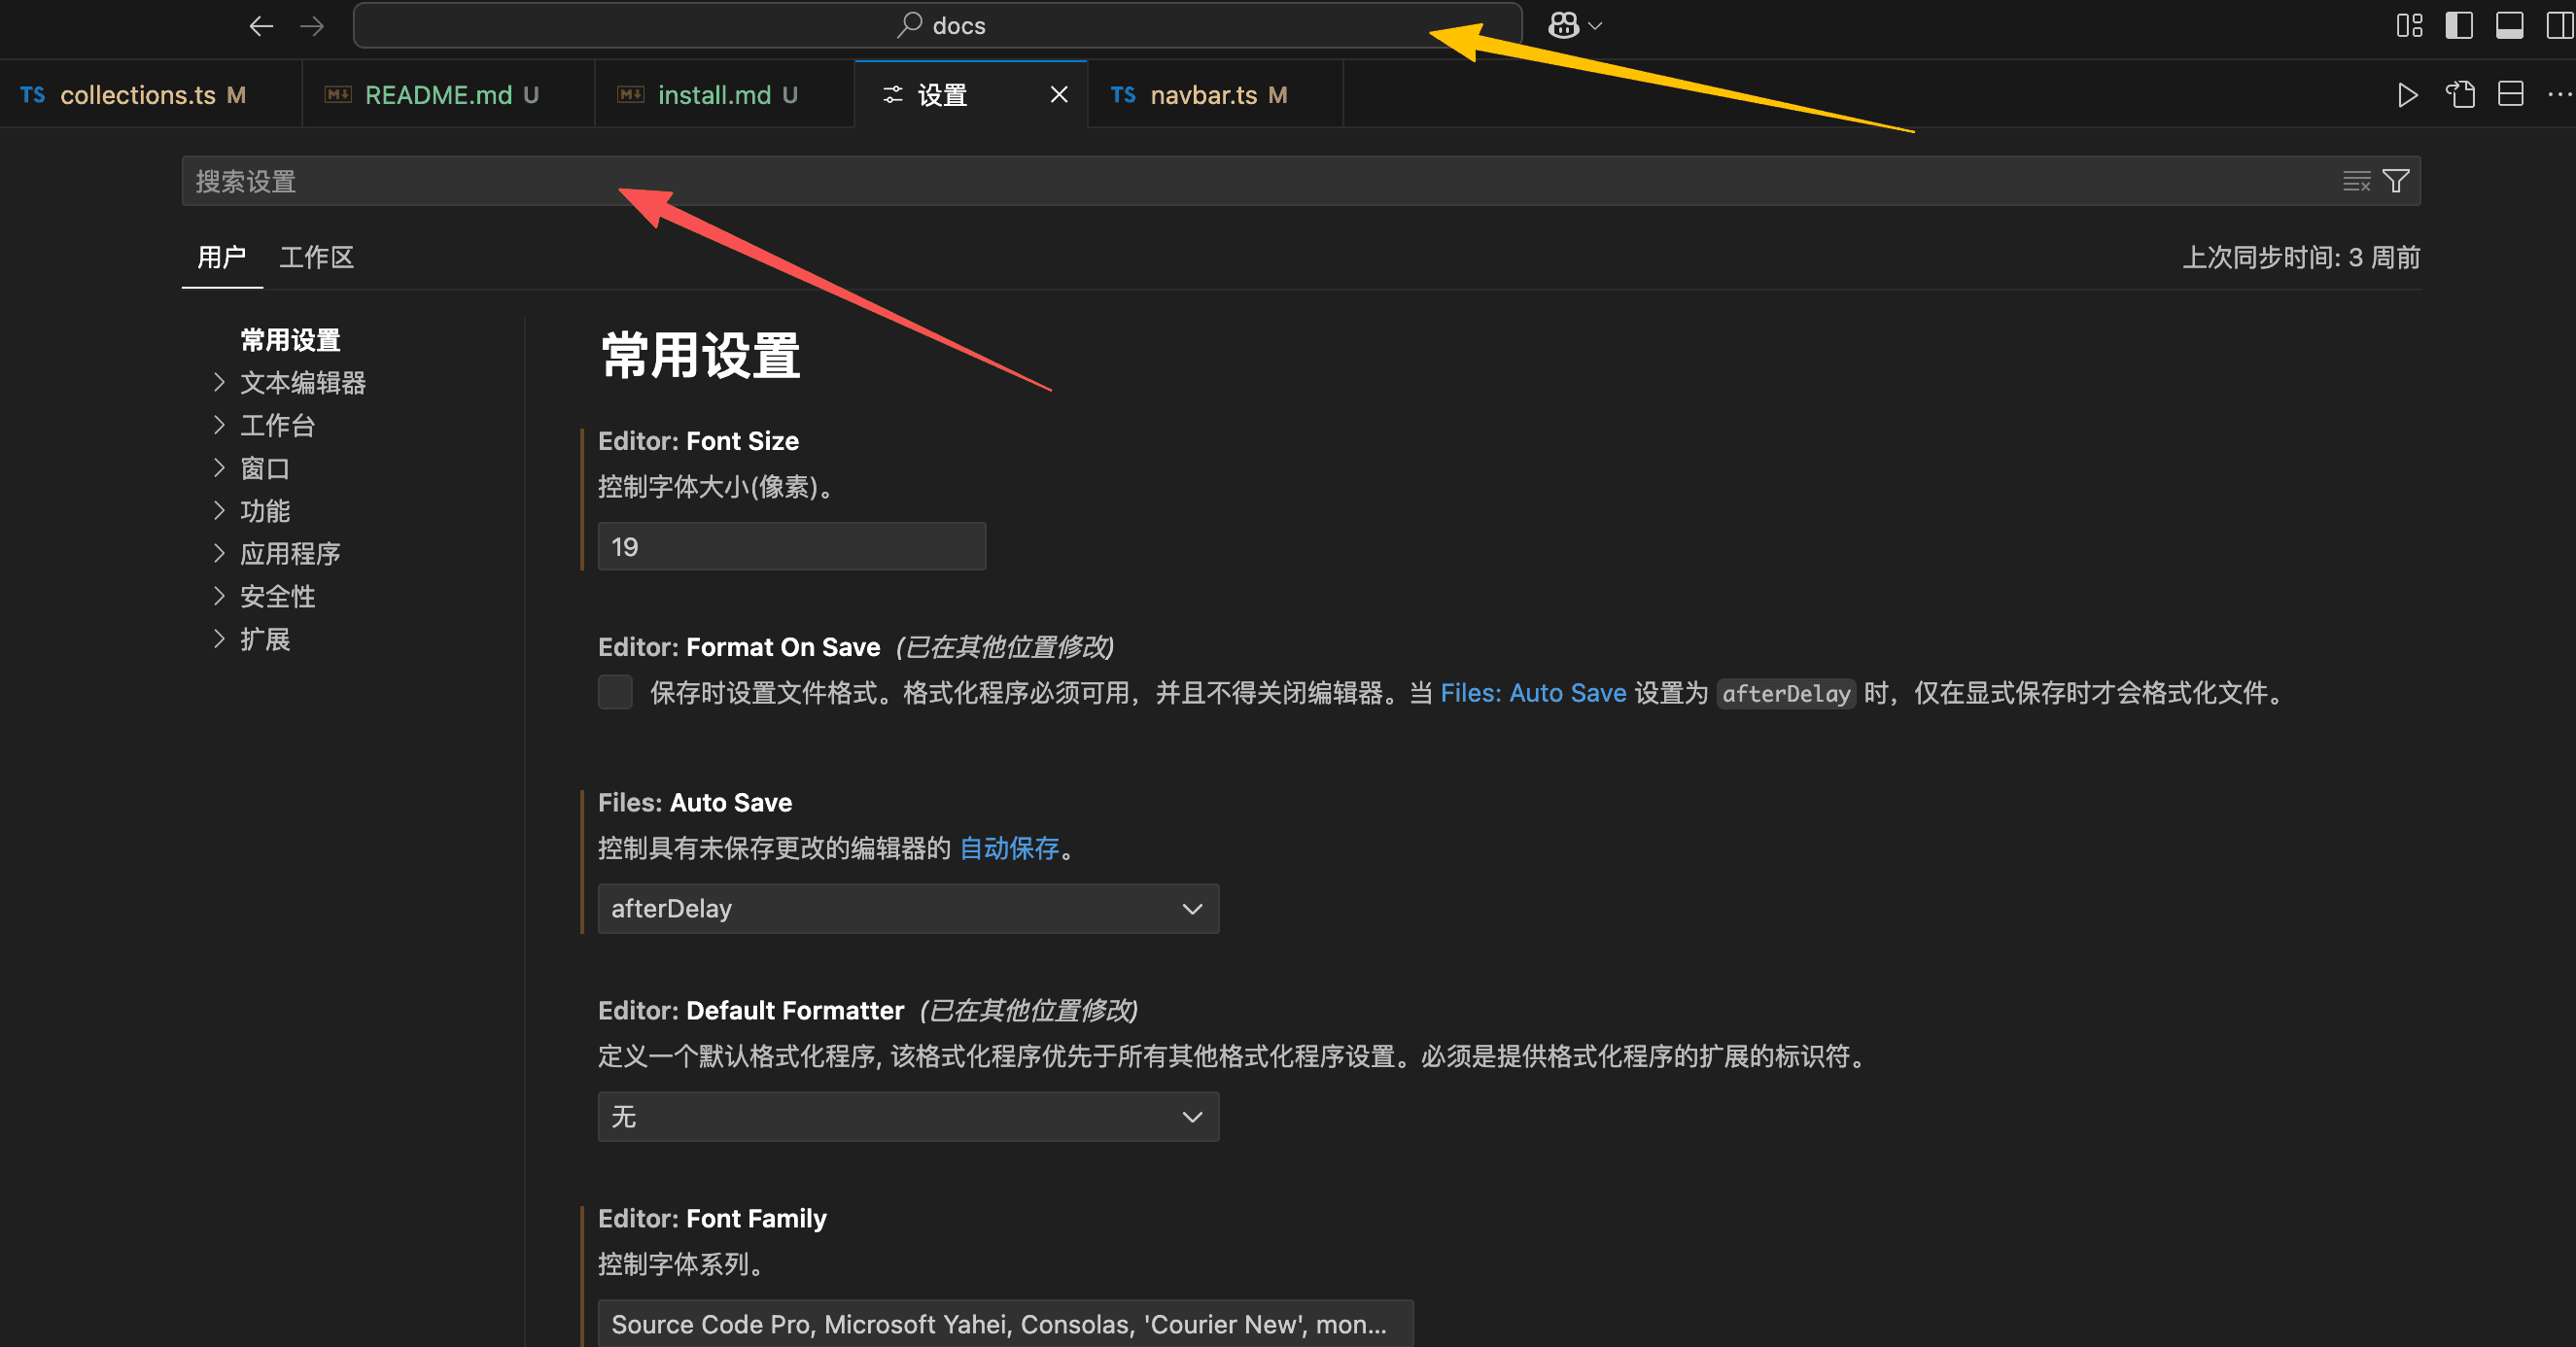 docs
TS collections.ts M
README.md U
install.md U
设置
TS navbar.ts M
搜索设置
用户 工作区
上次同步时间: 3 周前
常用设置
文本编辑器
工作台
窗口
功能
应用程序
安全性
扩展
常用设置
Editor: Font Size
控制字体大小(像素)。
19
Editor: Format On Save (已在其他位置修改)
保存时设置文件格式。格式化程序必须可用，并且不得关闭编辑器。当 Files: Auto Save 设置为 afterDelay 时，仅在显式保存时才会格式化文件。
Files: Auto Save
控制具有未保存更改的编辑器的 自动保存。
afterDelay
Editor: Default Formatter (已在其他位置修改)
定义一个默认格式化程序, 该格式化程序优先于所有其他格式化程序设置。必须是提供格式化程序的扩展的标识符。
无
Editor: Font Family
控制字体系列。
Source Code Pro, Microsoft Yahei, Consolas, 'Courier New', mon...